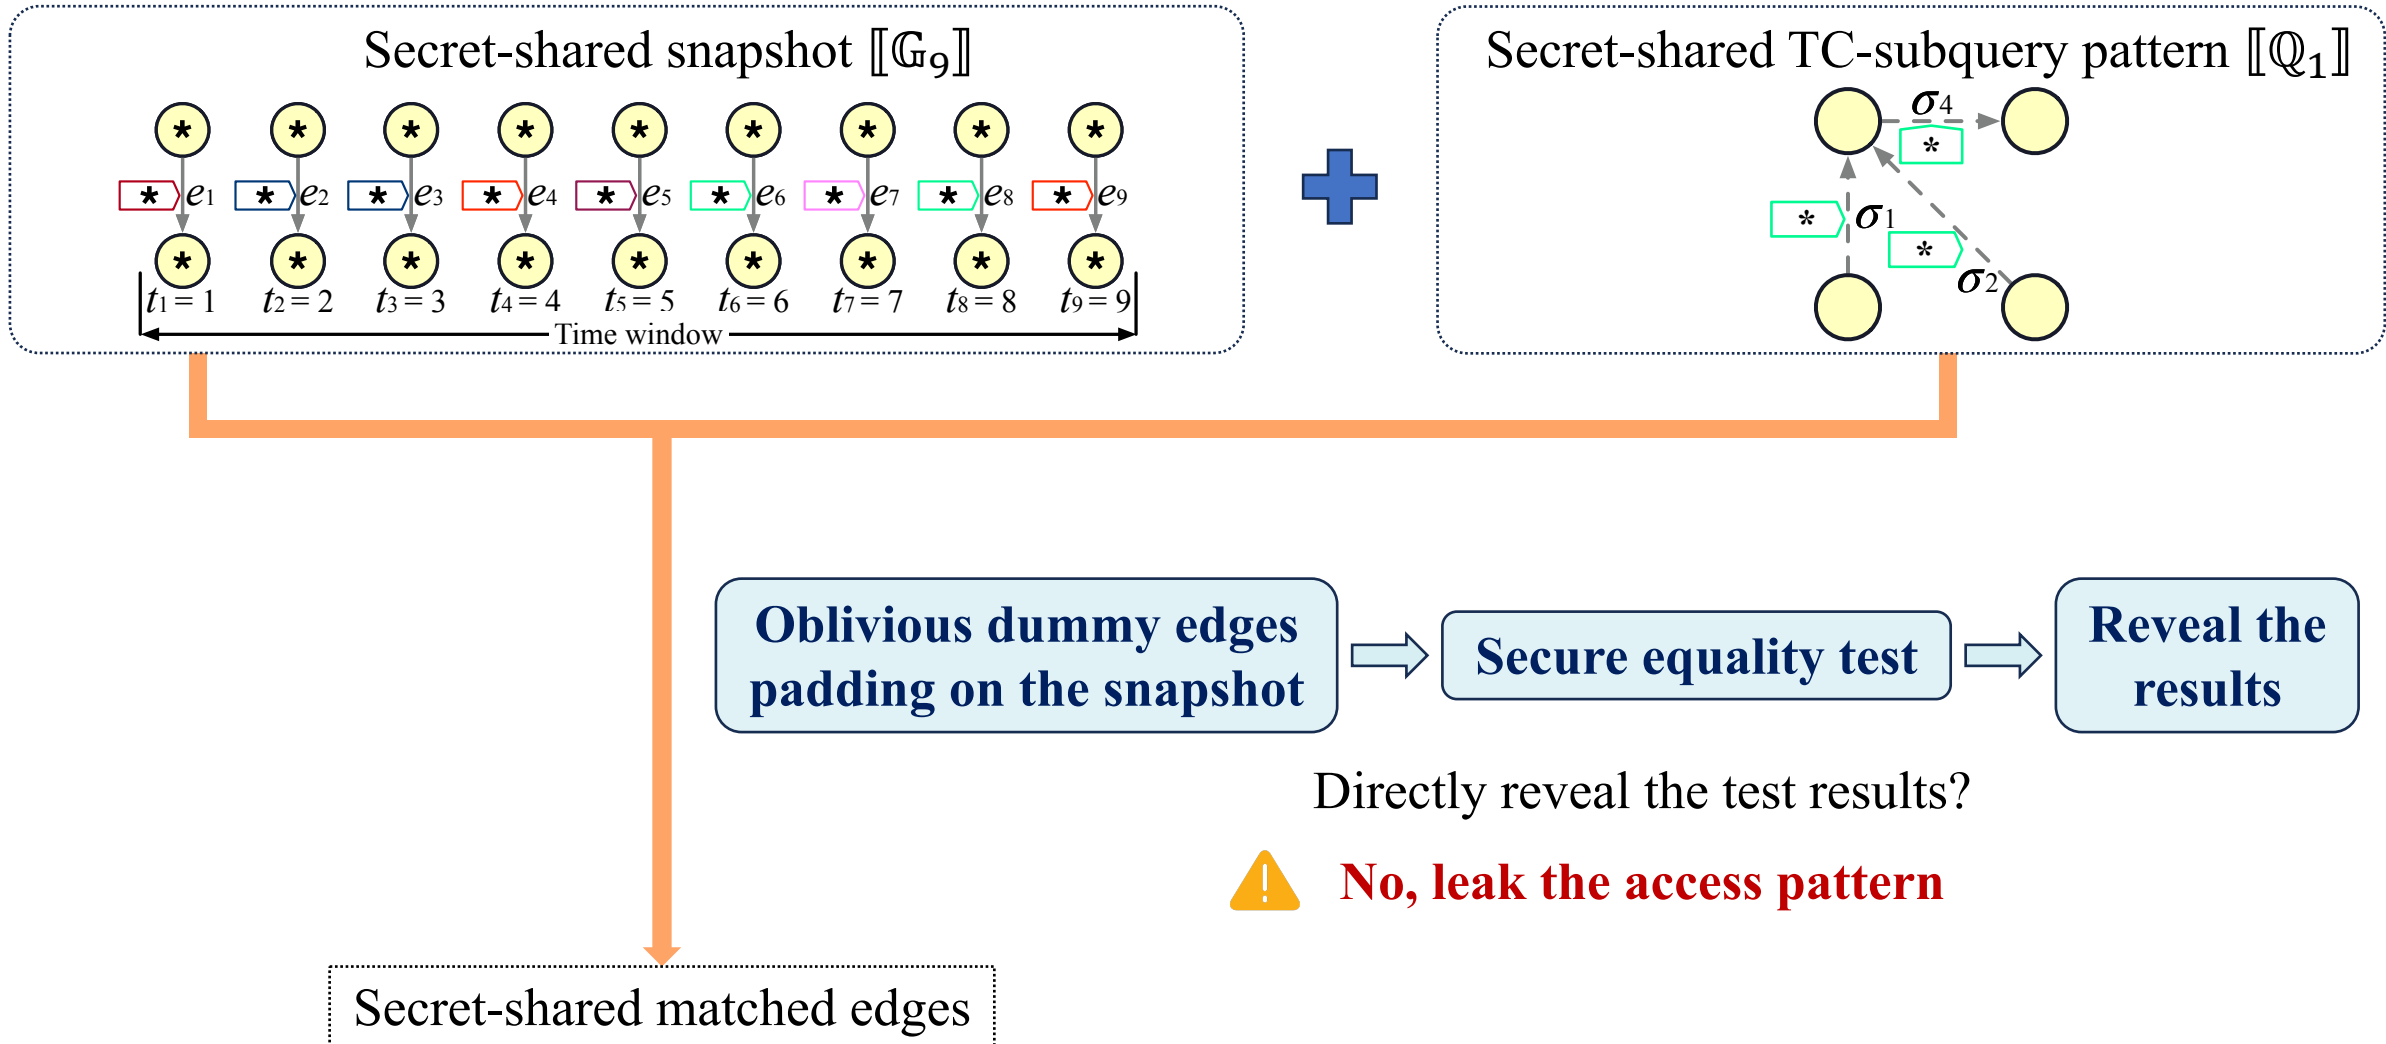 Secret-shared snapshot ⟦𝔾₉⟧
* * * * * * * * *
* e₁ * e₂ * e₃ * e₄ * e₅ * e₆ * e₇ * e₈ * e₉
* * * * * * * * *
t₁ = 1 t₂ = 2 t₃ = 3 t₄ = 4 t₅ = 5 t₆ = 6 t₇ = 7 t₈ = 8 t₉ = 9
Time window
Secret-shared TC-subquery pattern ⟦ℚ₁⟧
σ₄
*
* σ₁
*
σ₂
Oblivious dummy edges
padding on the snapshot
Secure equality test
Reveal the
results
Directly reveal the test results?
No, leak the access pattern
Secret-shared matched edges